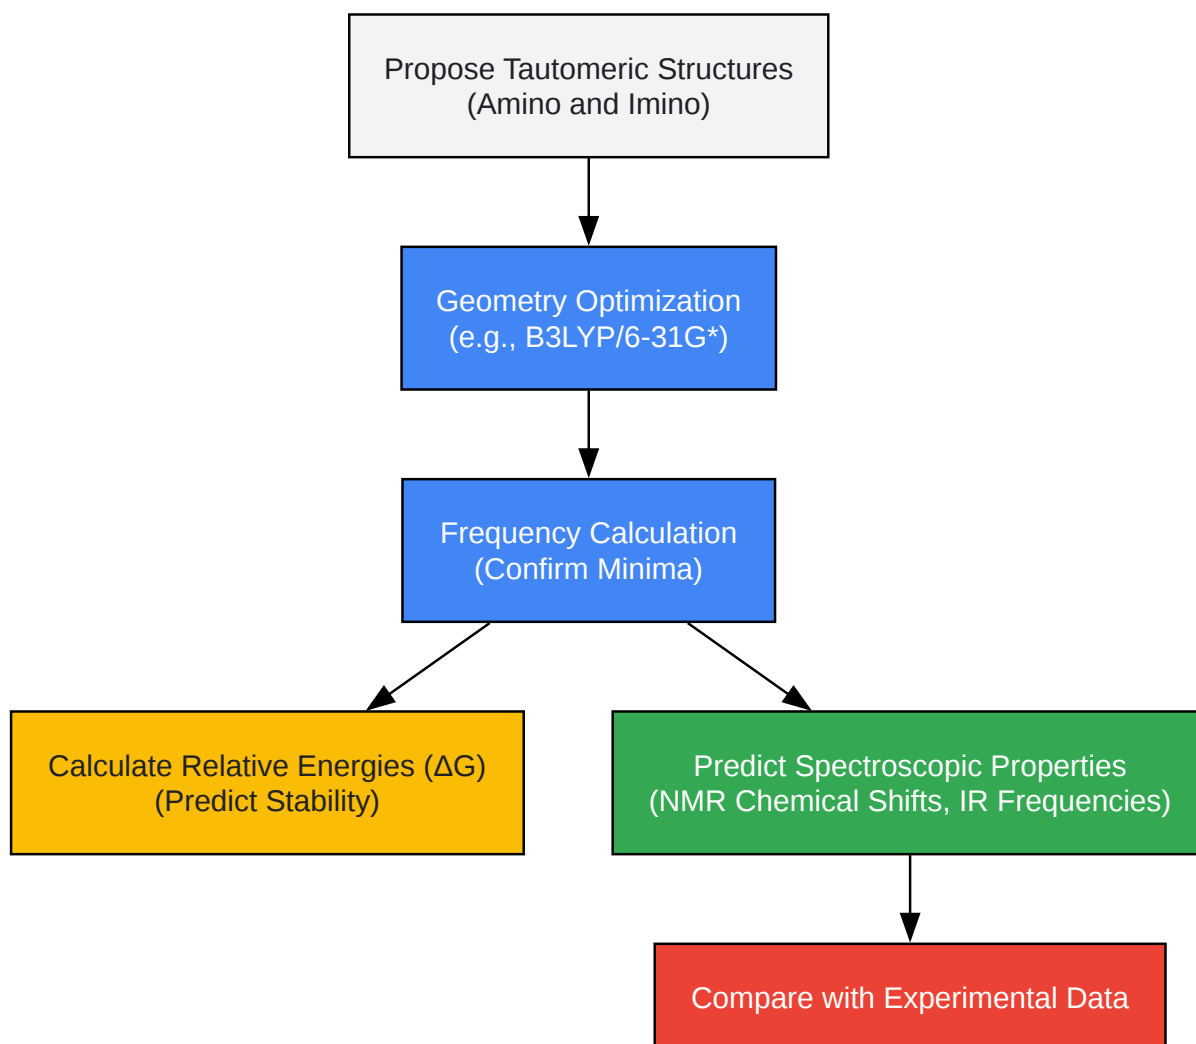 Propose Tautomeric Structures
(Amino and Imino)
Geometry Optimization
(e.g., B3LYP/6-31G*)
Frequency Calculation
(Confirm Minima)
Calculate Relative Energies (ΔG)
(Predict Stability)
Predict Spectroscopic Properties
(NMR Chemical Shifts, IR Frequencies)
Compare with Experimental Data